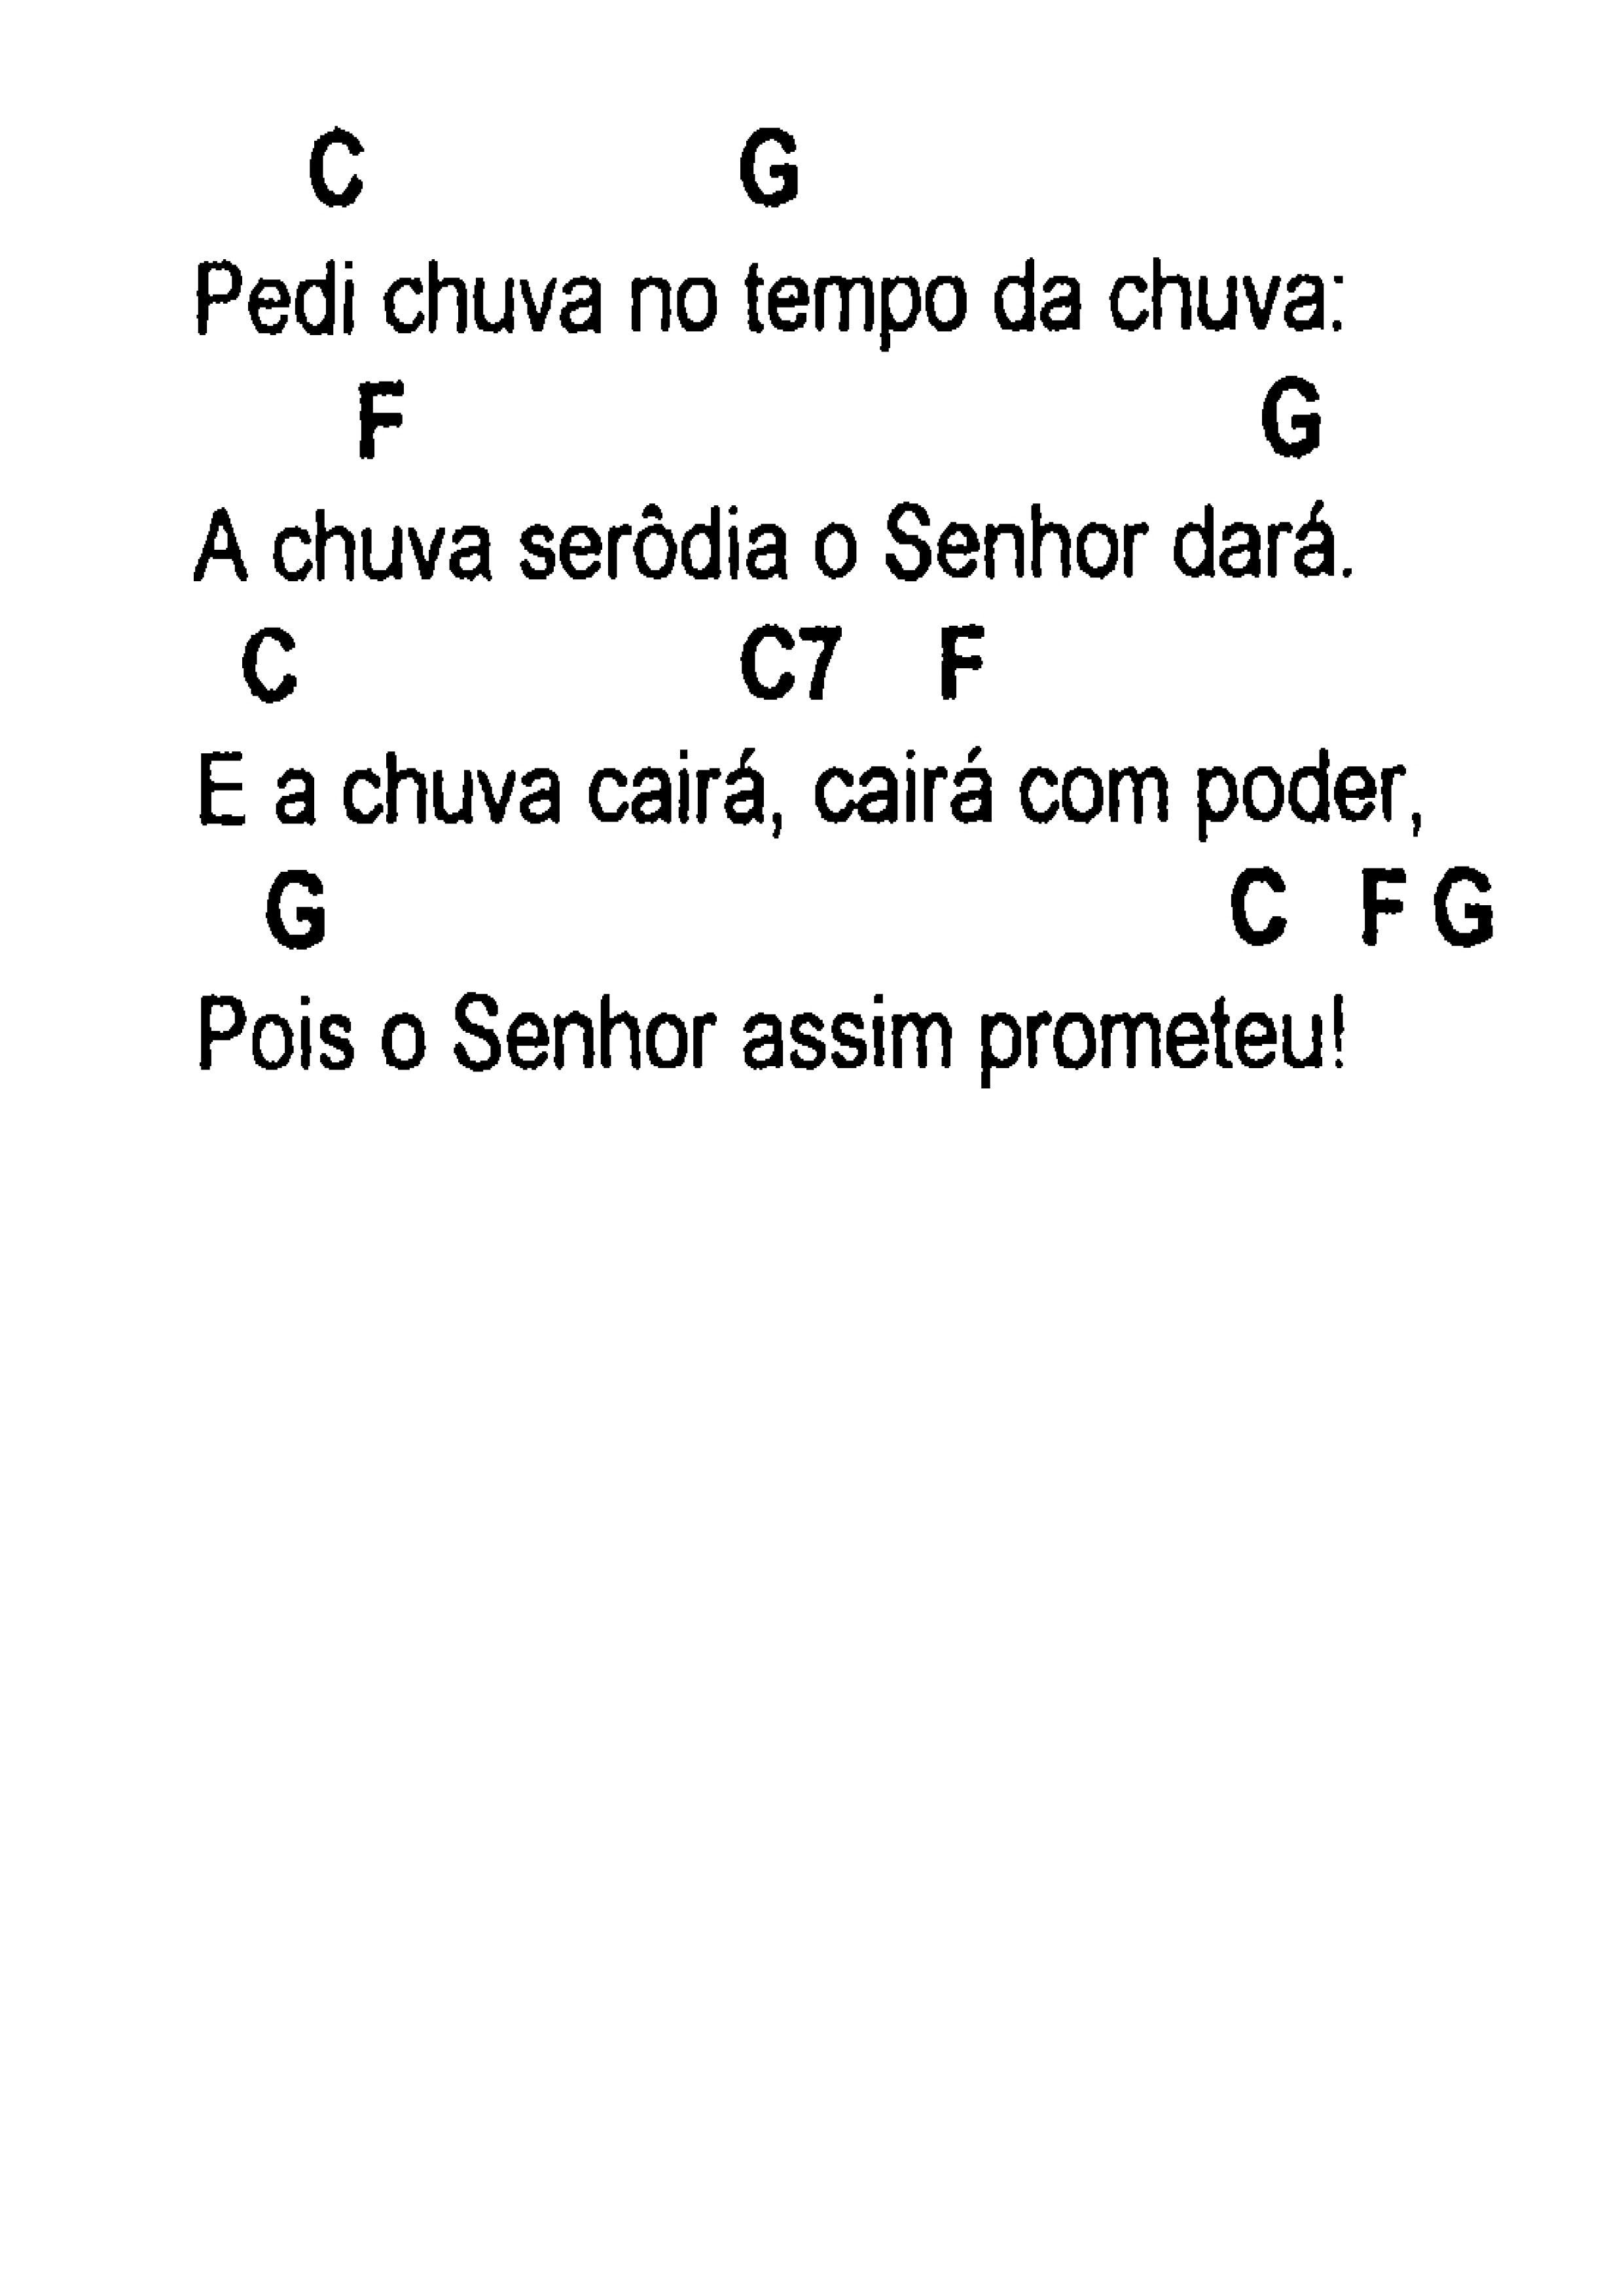 C G
Pedi chuva no tempo da chuva:
F G
A chuva serôdia o Senhor dará.
C C7 F
E a chuva cairá, cairá com poder,
G C F G
Pois o Senhor assim prometeu!